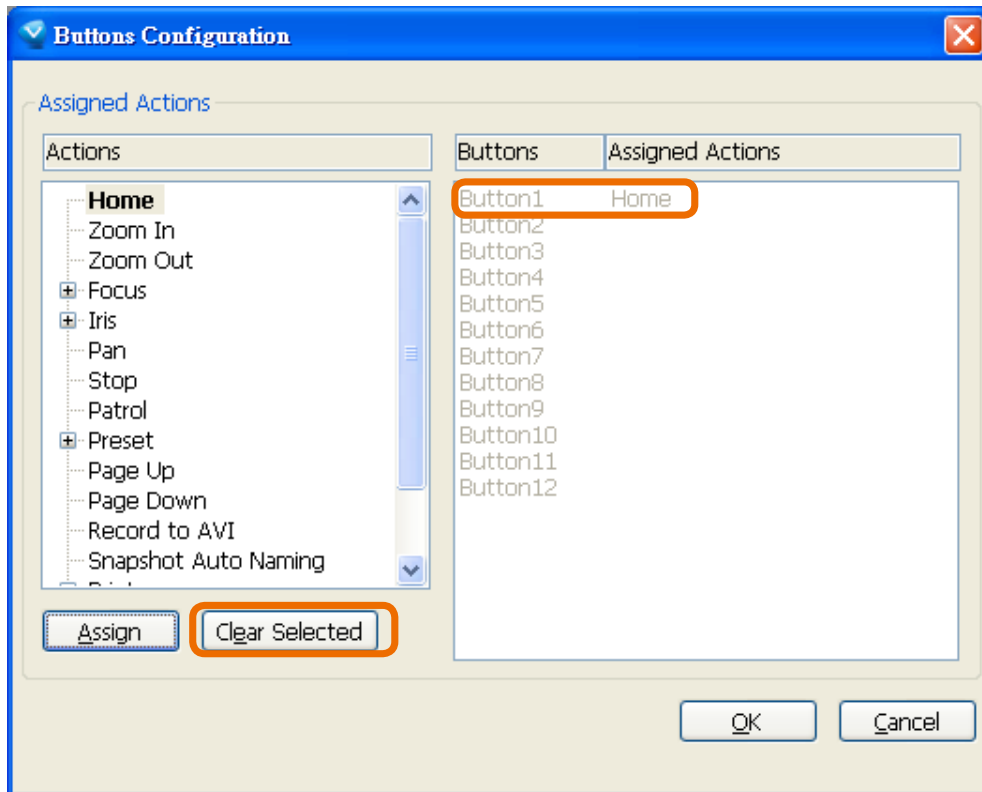 Buttons Configuration
Assigned Actions
Actions
Buttons Assigned Actions
Home
Zoom In
Zoom Out
Focus
Iris
Pan
Stop
Patrol
Preset
Page Up
Page Down
Record to AVI
Snapshot Auto Naming
Button1 Home
Button2
Button3
Button4
Button5
Button6
Button7
Button8
Button9
Button10
Button11
Button12
Assign
Clear Selected
OK
Cancel